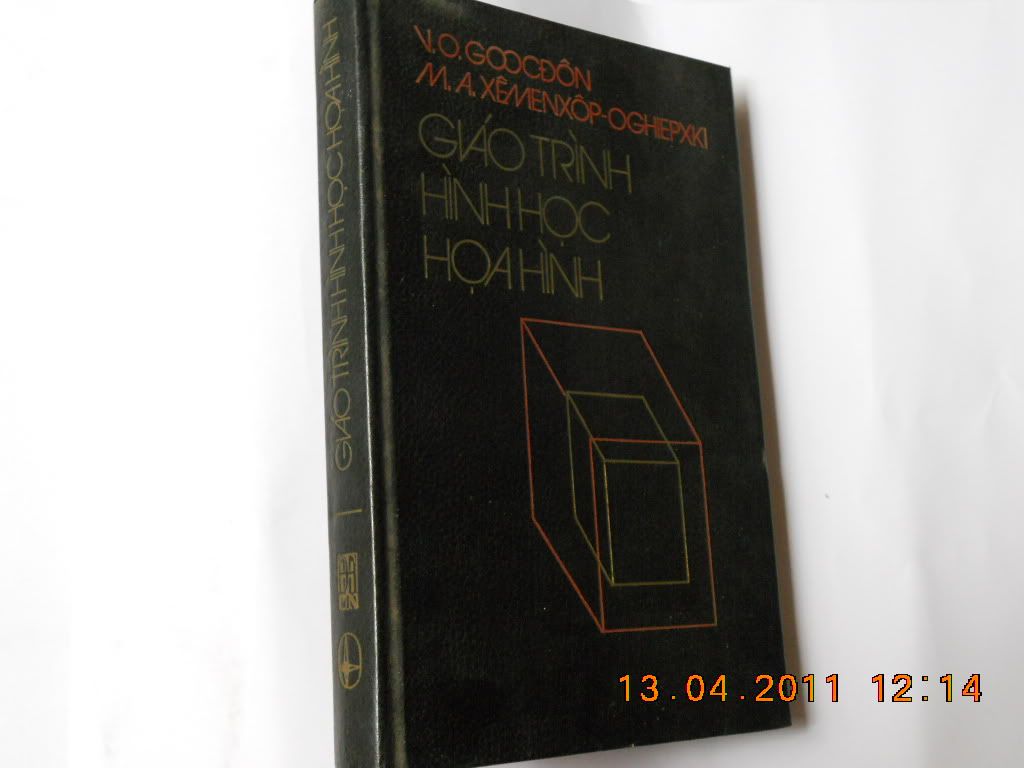 V.O.GOOCĐÔN
M.A.XÊMENXÔP-OGHIEPXKI
GIÁO TRÌNH
HÌNH HỌC
HỌA HÌNH
GIÁO TRÌNH HÌNH HỌC HỌA HÌNH
13.04.2011 12:14